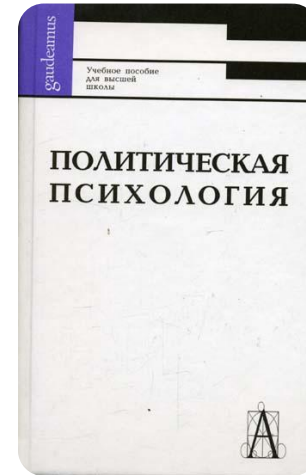 gaudeamus
Учебное пособие
для высшей
школы
ПОЛИТИЧЕСКАЯ
ПСИХОЛОГИЯ
А